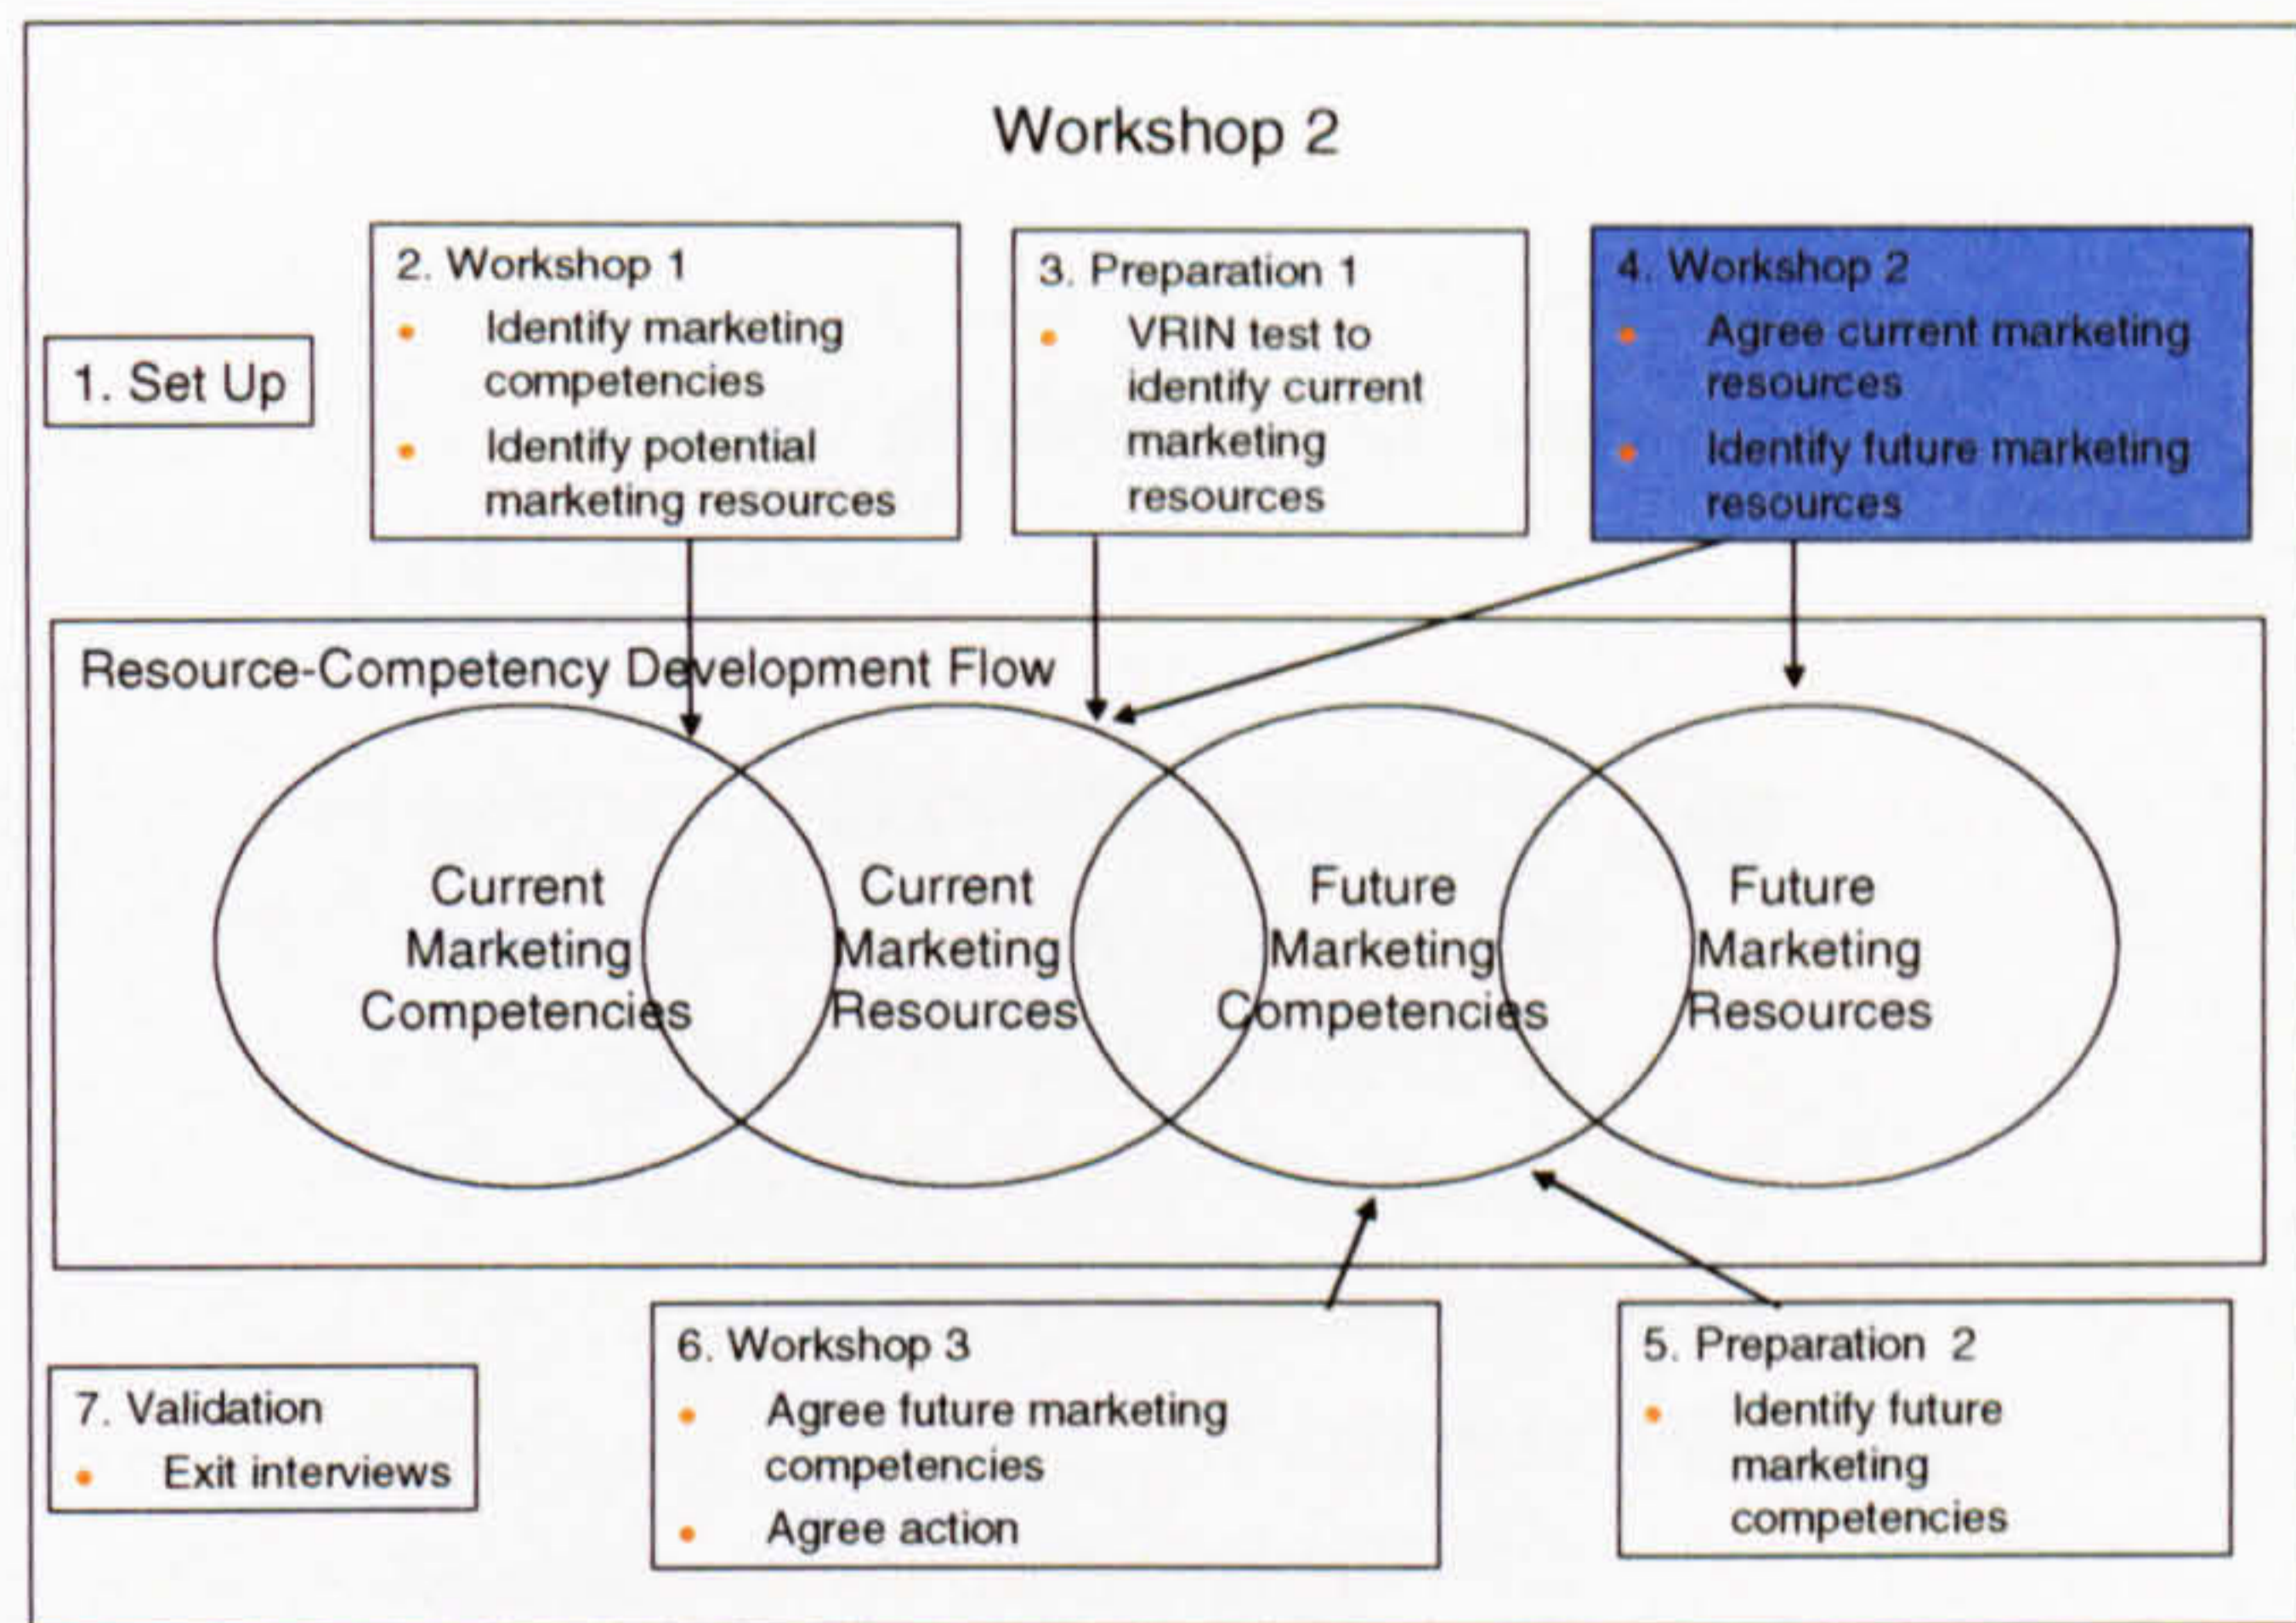 Workshop 2
1. Set Up
2. Workshop 1
• Identify marketing
competencies
• Identify potential
marketing resources
3. Preparation 1
• VRIN test to
identify current
marketing
resources
4. Workshop 2
• Agree current marketing
resources
• Identify future marketing
resources
Resource-Competency Development Flow
Current
Marketing
Competencies
Current
Marketing
Resources
Future
Marketing
Competencies
Future
Marketing
Resources
7. Validation
• Exit interviews
6. Workshop 3
• Agree future marketing
competencies
• Agree action
5. Preparation 2
• Identify future
marketing
competencies